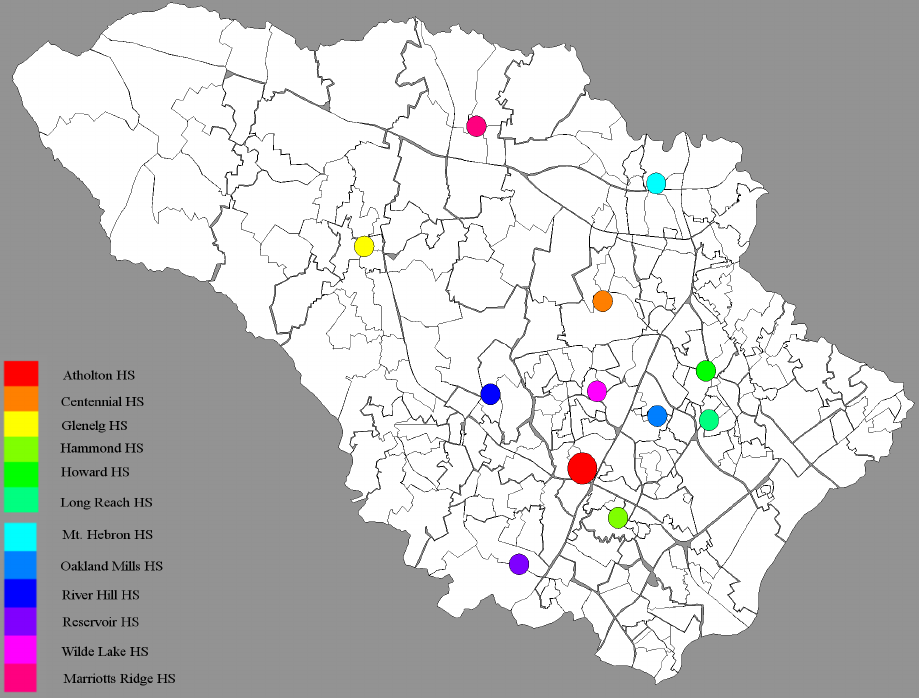 Atholton HS
Centennial HS
Glenelg HS
Hammond HS
Howard HS
Long Reach HS
Mt. Hebron HS
Oakland Mills HS
River Hill HS
Reservoir HS
Wilde Lake HS
Marriotts Ridge HS